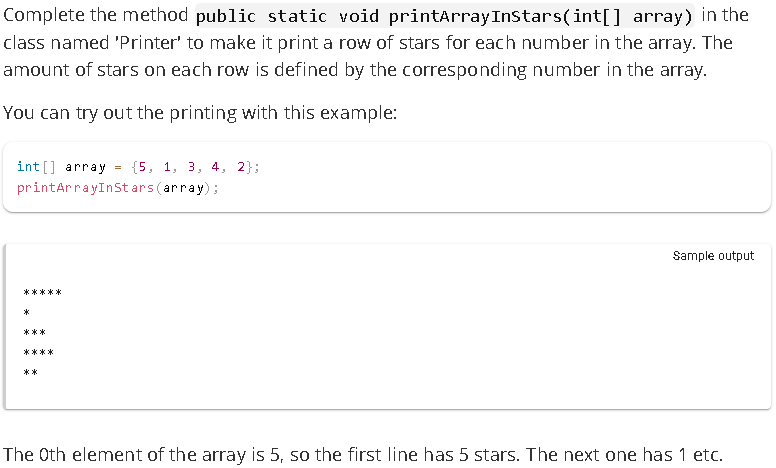 Complete the method public static void printArrayInStars(int[] array) in the
class named 'Printer' to make it print a row of stars for each number in the array. The
amount of stars on each row is defined by the corresponding number in the array.
You can try out the printing with this example:
int[] array = {5, 1, 3, 4, 2};
printArrayInStars(array);
Sample output
*****
*
***
****
**
The 0th element of the array is 5, so the first line has 5 stars. The next one has 1 etc.